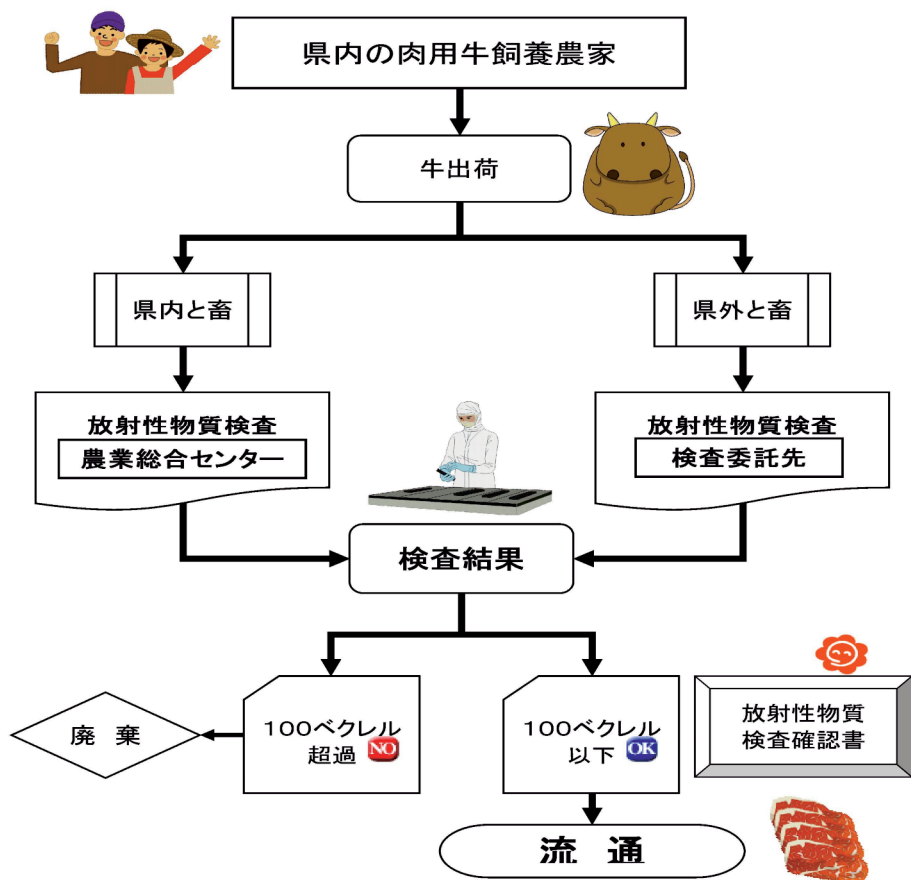 県内の肉用牛飼養農家
牛出荷
県内と畜
県外と畜
放射性物質検査
農業総合センター
放射性物質検査
検査委託先
検査結果
廃棄
100ベクレル
超過 NO
100ベクレル
以下 OK
放射性物質
検査確認書
流通